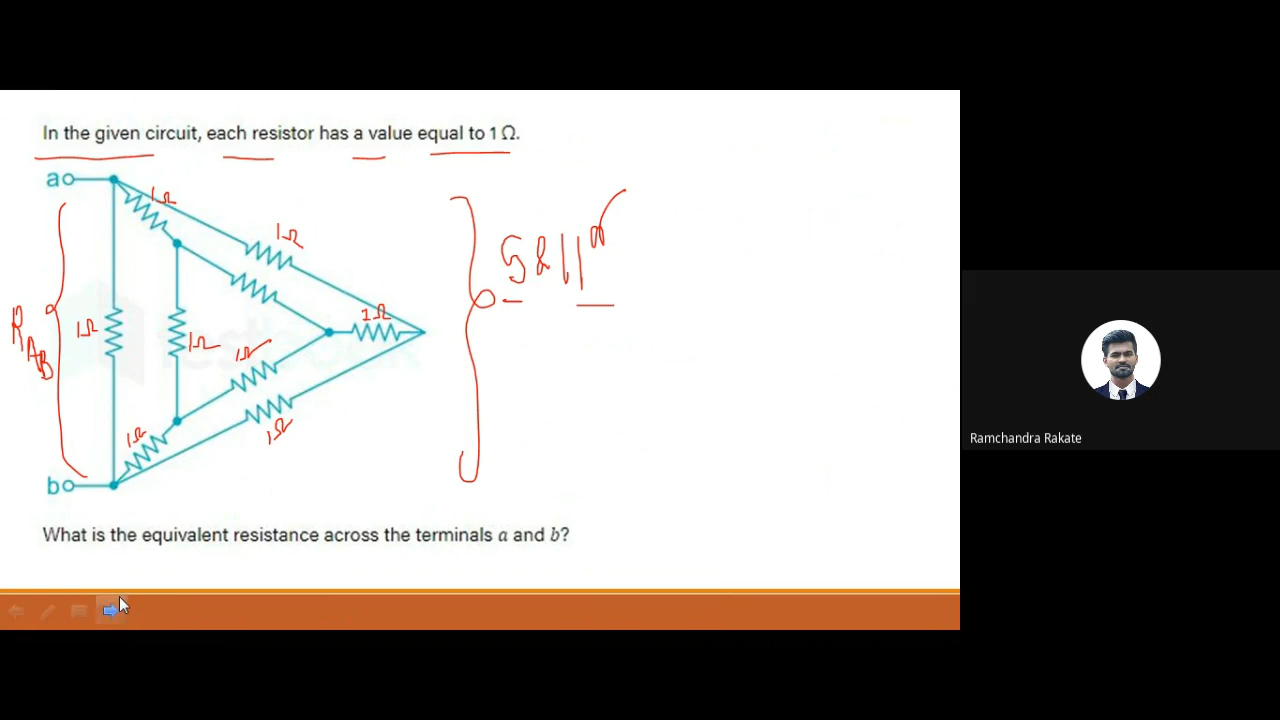 In the given circuit, each resistor has a value equal to 1 Ω.
a
1Ω
1Ω
5 & 11
1Ω
1Ω
1Ω
1Ω
R_AB
1Ω
1Ω
b
What is the equivalent resistance across the terminals a and b?
Ramchandra Rakate